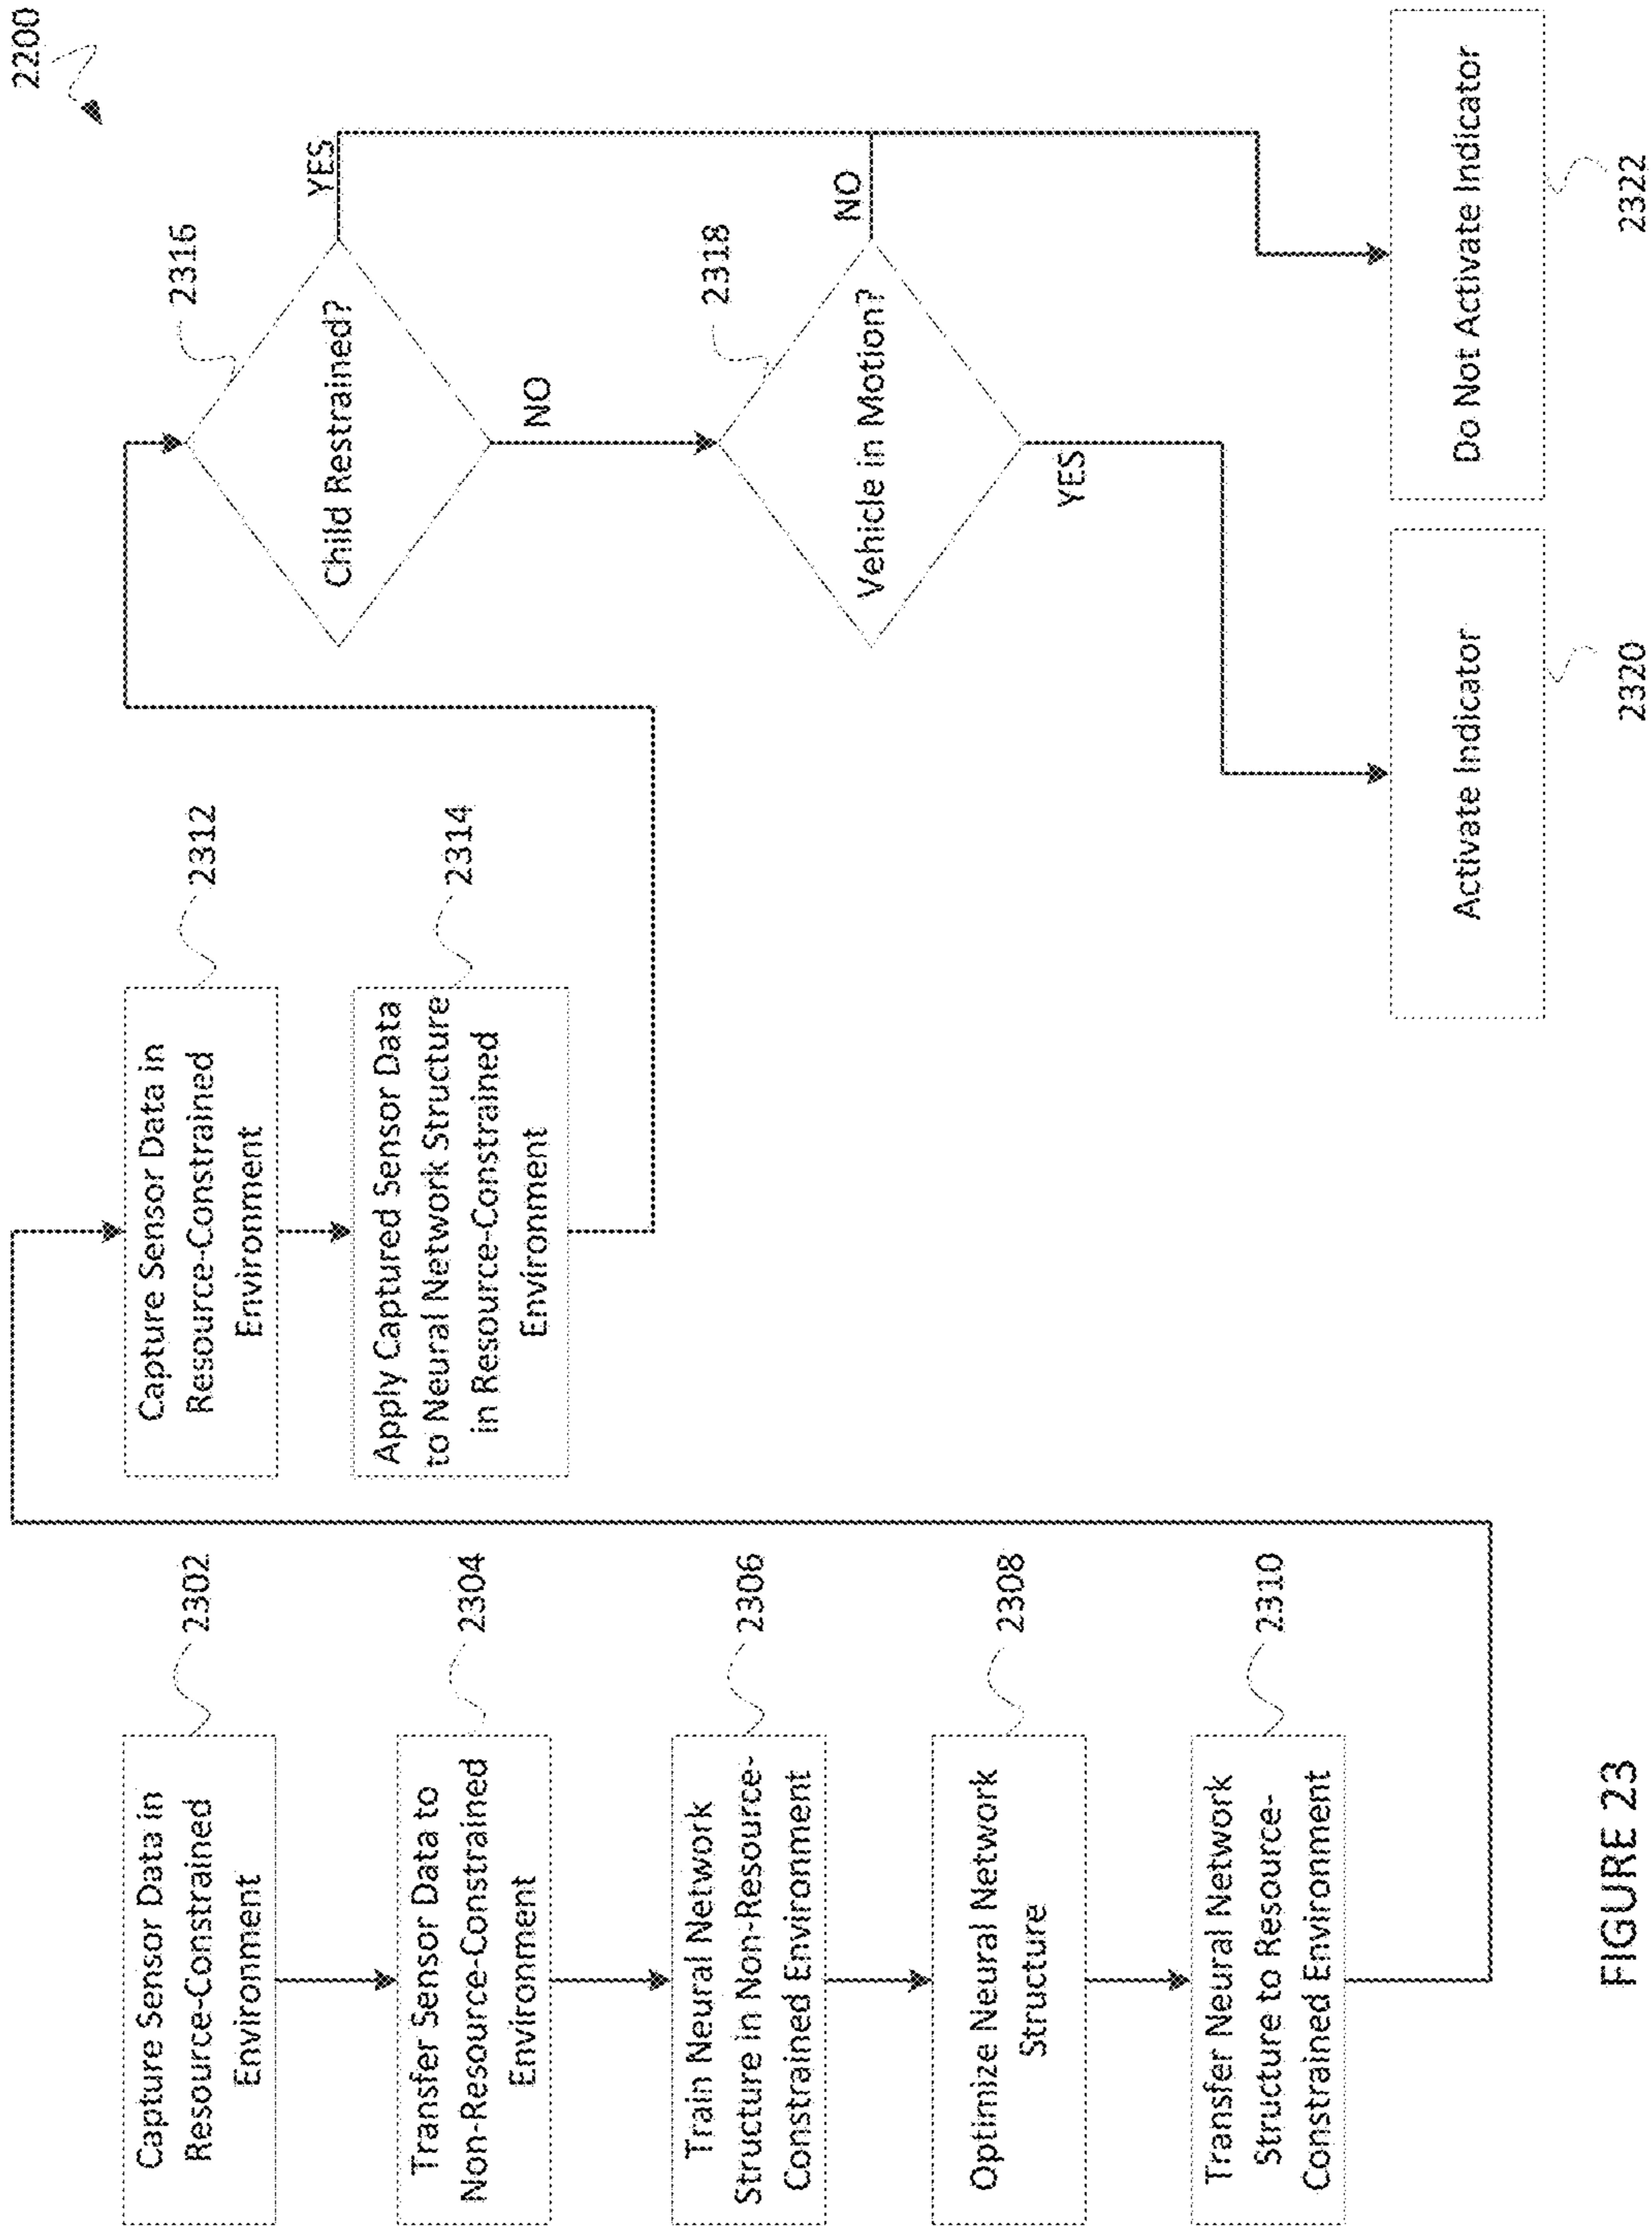 2200
Capture Sensor Data in
Resource-Constrained
Environment
2302
Transfer Sensor Data to
Non-Resource-Constrained
Environment
2304
Train Neural Network
Structure in Non-Resource-
Constrained Environment
2306
Optimize Neural Network
Structure
2308
Transfer Neural Network
Structure to Resource-
Constrained Environment
2310
Capture Sensor Data in
Resource-Constrained
Environment
2312
Apply Captured Sensor Data
to Neural Network Structure
in Resource-Constrained
Environment
2314
Child Restrained?
2316
YES
NO
Vehicle in Motion?
2318
NO
YES
Activate Indicator
2320
Do Not Activate Indicator
2322
FIGURE 23